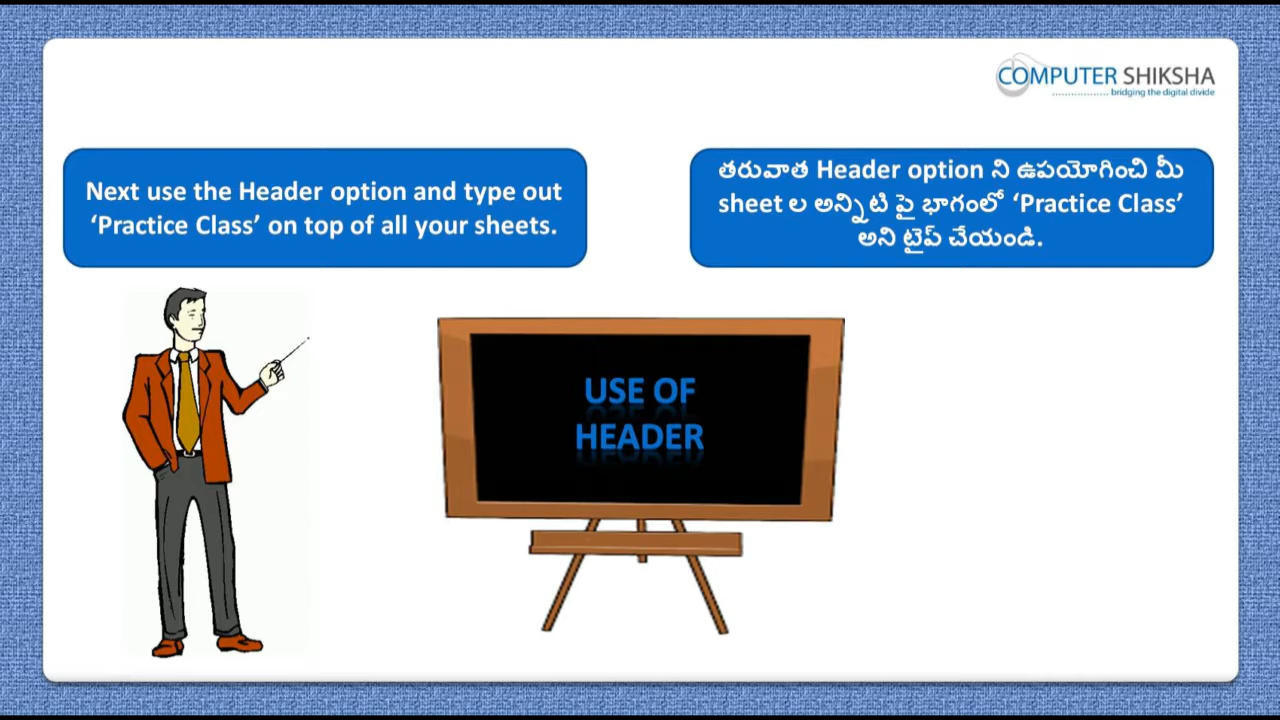 COMPUTER SHIKSHA
.................. bridging the digital divide
Next use the Header option and type out
‘Practice Class’ on top of all your sheets.
తరువాత Header option ని ఉపయోగించి మీ
sheet ల అన్నిటి పై భాగంలో ‘Practice Class’
అని టైప్ చేయండి.
USE OF
HEADER